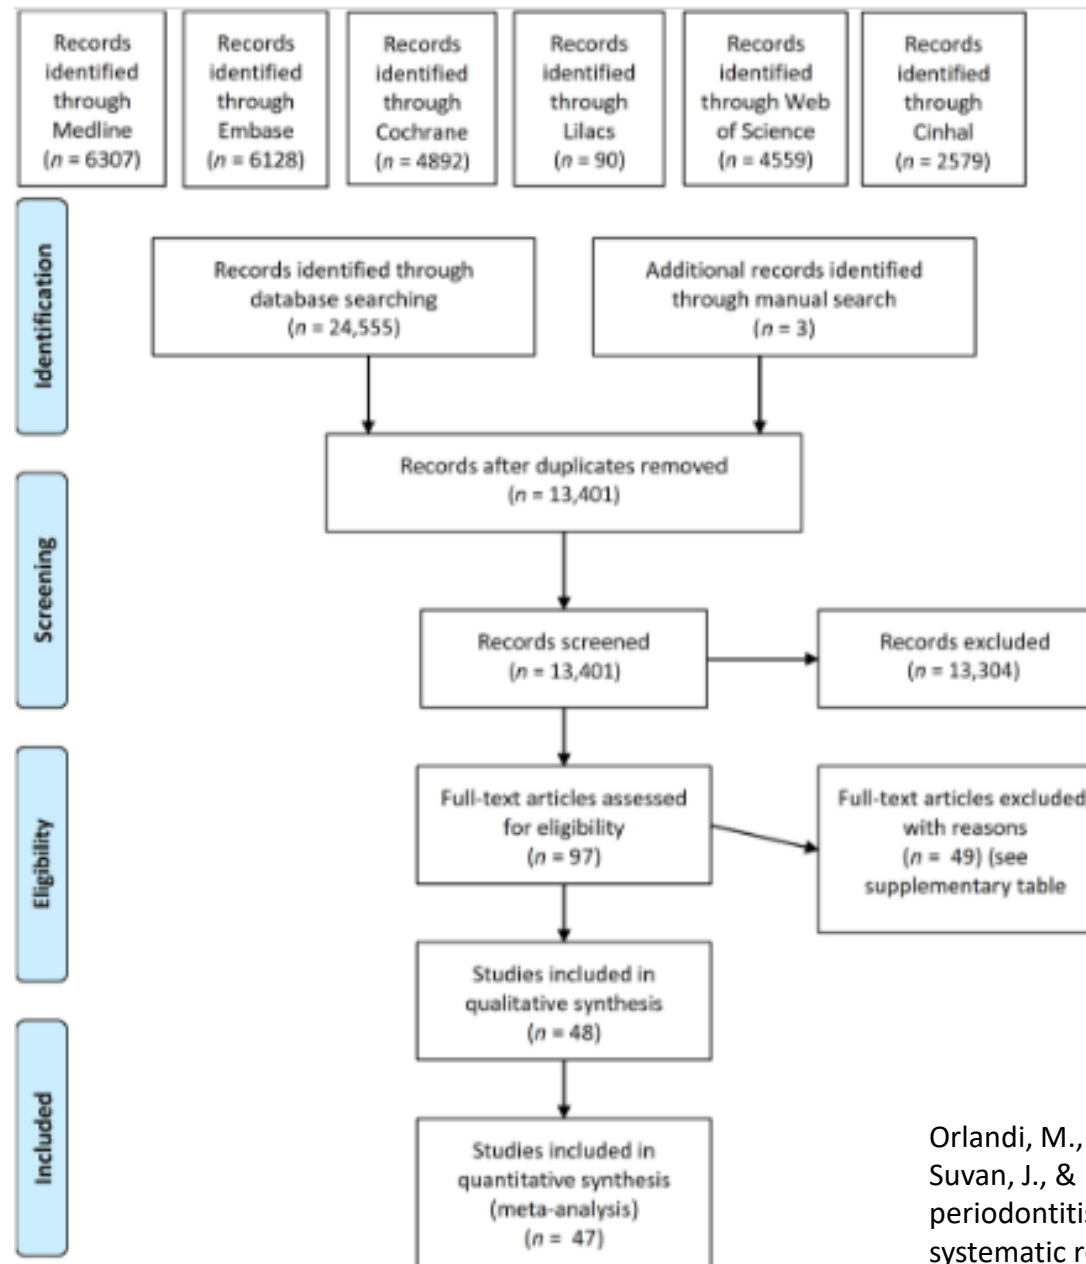 Records
identified
through
Medline
(n = 6307)
Records
identified
through
Embase
(n = 6128)
Records
identified
through
Cochrane
(n = 4892)
Records
identified
through
Lilacs
(n = 90)
Records
identified
through Web
of Science
(n = 4559)
Records
identified
through
Cinhal
(n = 2579)
Identification
Records identified through
database searching
(n = 24,555)
Additional records identified
through manual search
(n = 3)
Records after duplicates removed
(n = 13,401)
Screening
Records screened
(n = 13,401)
Records excluded
(n = 13,304)
Eligibility
Full-text articles assessed
for eligibility
(n = 97)
Full-text articles excluded
with reasons
(n = 49) (see
supplementary table
Studies included in
qualitative synthesis
(n = 48)
Included
Studies included in
quantitative synthesis
(meta-analysis)
(n = 47)
Orlandi, M.,
Suvan, J., &
periodontitis
systematic re